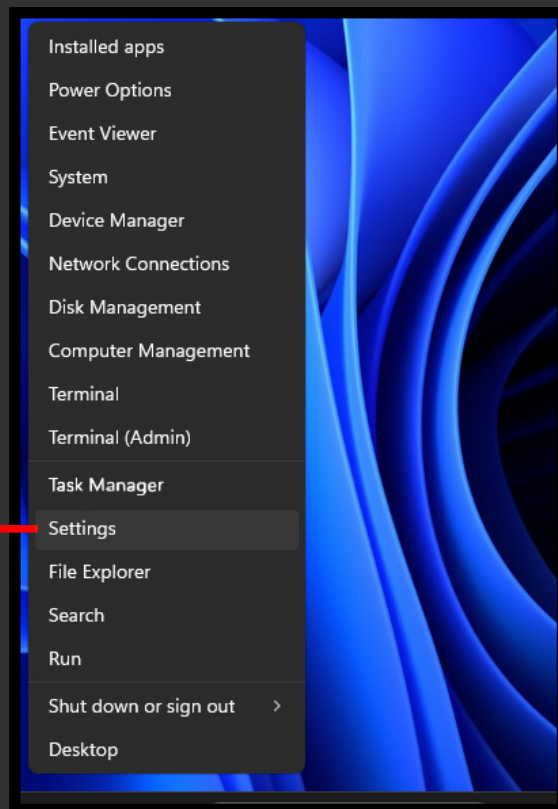 Installed apps
Power Options
Event Viewer
System
Device Manager
Network Connections
Disk Management
Computer Management
Terminal
Terminal (Admin)
Task Manager
Settings
File Explorer
Search
Run
Shut down or sign out
Desktop